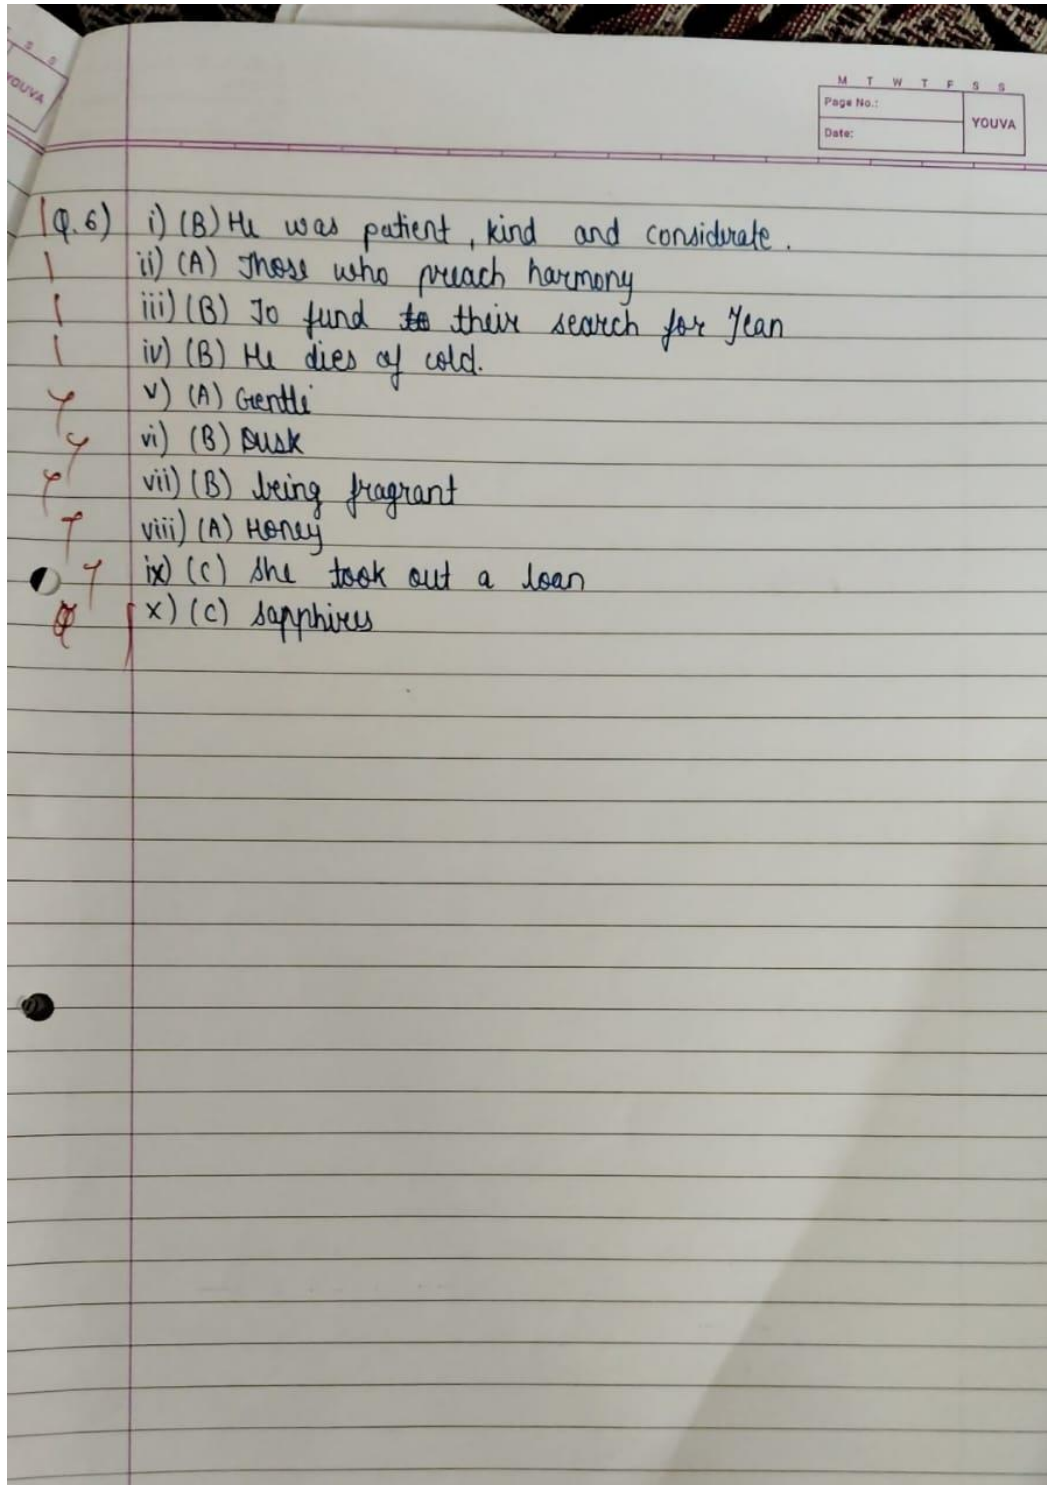 M T W T F S S
Page No.:
YOUVA
Date:
S S
YOUVA
Q.6) i) (B) He was patient, kind and considerate.
ii) (A) Those who preach harmony
iii) (B) To fund to their search for Jean
iv) (B) He dies of cold.
v) (A) Gentle
vi) (B) Dusk
vii) (B) being fragrant
viii) (A) Honey
ix) (C) she took out a loan
x) (C) sapphires